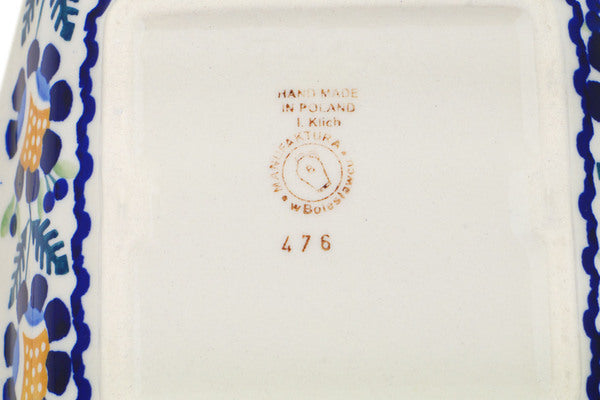 HAND MADE
IN POLAND
I. Klich
MANUFAKTURA
w Bolesławcu
476